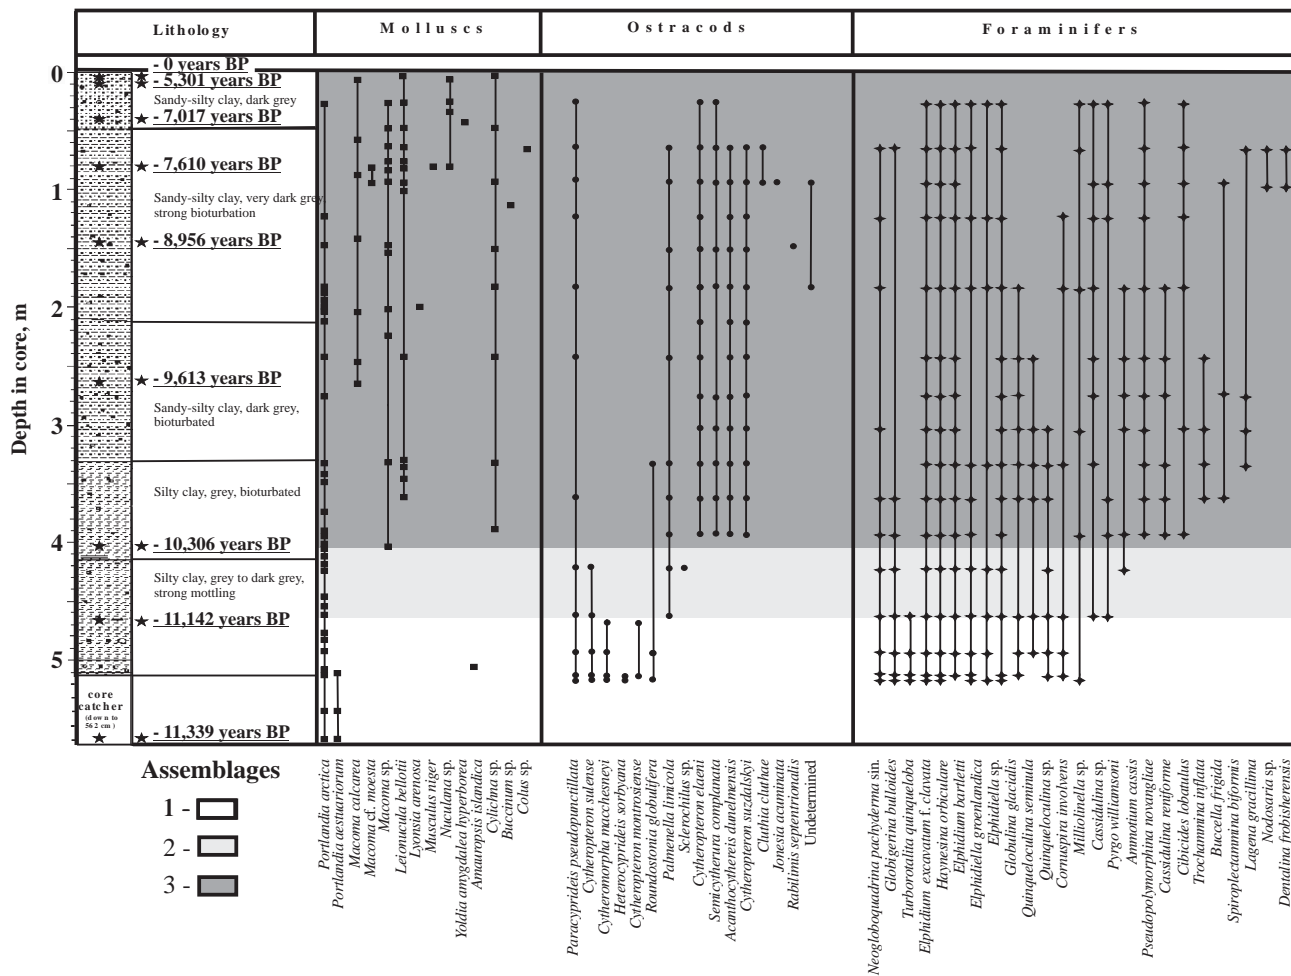 Lithology
Molluscs
Ostracods
Foraminifers
Depth in core, m
0
1
2
3
4
5
- 0 years BP
- 5,301 years BP
Sandy-silty clay, dark grey
- 7,017 years BP
- 7,610 years BP
Sandy-silty clay, very dark grey,
strong bioturbation
- 8,956 years BP
- 9,613 years BP
Sandy-silty clay, dark grey,
bioturbated
Silty clay, grey, bioturbated
- 10,306 years BP
Silty clay, grey to dark grey,
strong mottling
- 11,142 years BP
core
catcher
(down to
562 cm)
- 11,339 years BP
Assemblages
1 -
2 -
3 -
Portlandia arctica
Portlandia aestuariorum
Macoma calcarea
Macoma cf. moesta
Macoma sp.
Leionucula bellotii
Lyonsia arenosa
Musculus niger
Nuculana sp.
Yoldia amygdalea hyperborea
Amauropsis islandica
Cylichna sp.
Buccinum sp.
Colus sp.
Paracyprideis pseudopunctillata
Cytheropteron sulense
Cytheromorpha macchesneyi
Heterocyprideis sorbyana
Cytheropteron montrosiense
Roundostonia globulifera
Palmenella limicola
Sclerochilus sp.
Cytheropteron elaeni
Semicytherura complanata
Acanthocythereis dunelmensis
Cytheropteron suzdalskyi
Cluthia cluthae
Jonesia acuminata
Rabilimis septentrionalis
Undetermined
Neogloboquadrina pachyderma sin.
Globigerina bulloides
Turborotalita quinqueloba
Elphidium excavatum f. clavata
Haynesina orbiculare
Elphidium bartletti
Elphidiella groenlandica
Elphidiella sp.
Globulina glacialis
Quinqueloculina seminula
Quinqueloculina sp.
Cornuspira involvens
Milliolinella sp.
Cassidulina sp.
Pyrgo williamsoni
Ammotium cassis
Pseudopolymorphina novangliae
Cassidulina reniforme
Cibicides lobatulus
Trochammina inflata
Buccella frigida
Spiroplectammina biformis
Lagena gracillima
Nodosaria sp.
Dentalina frobisherensis